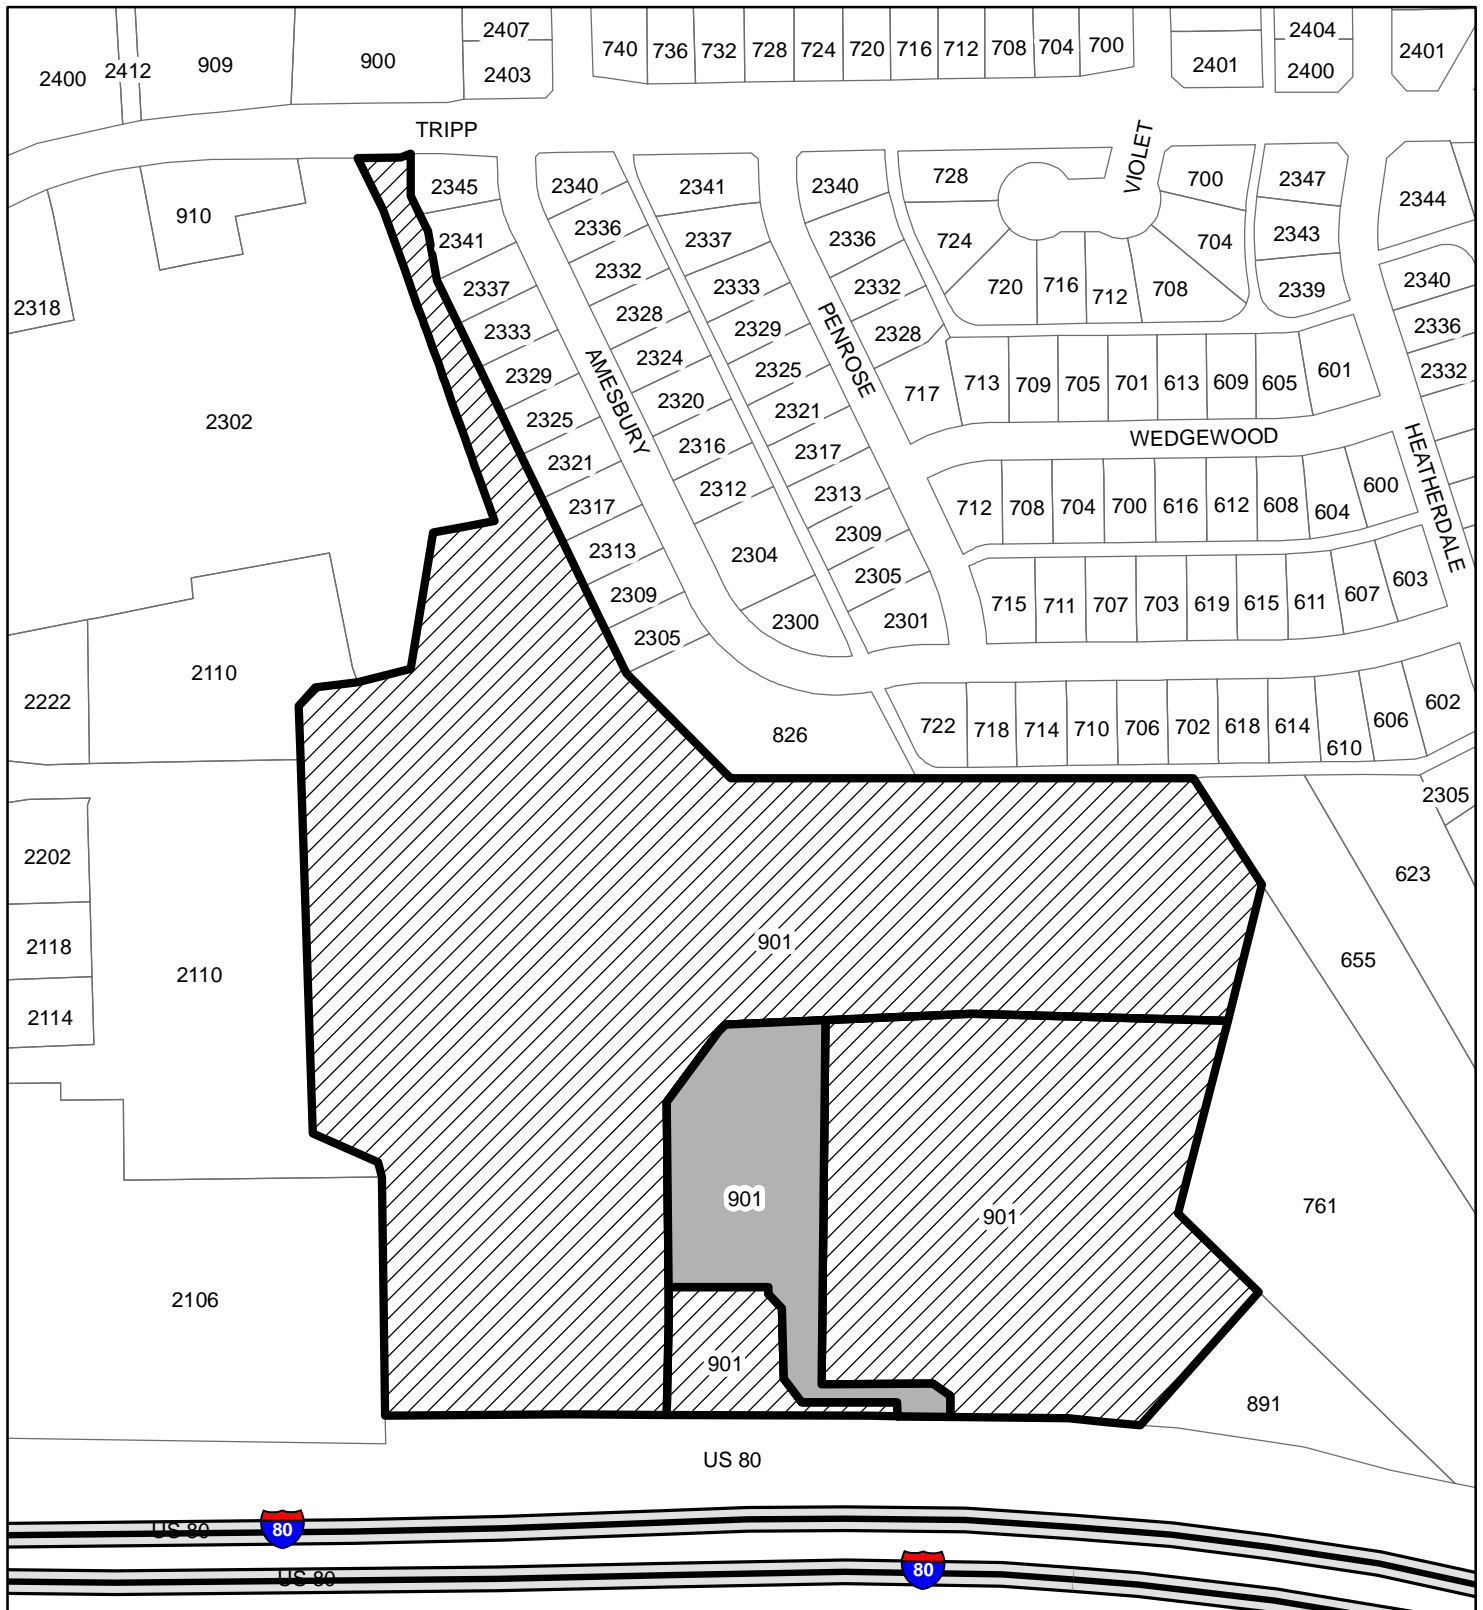 2407
740 736 732 728 724 720 716 712 708 704 700
2404
2400 2412 909 900 2403
2401 2400 2401
TRIPP
VIOLET
2345 2340 2341 2340 728 700 2347 2344
910
2341 2336 2337 2336 724 704 2343
2337 2332 2333 2332 720 716 712 708 2339 2340
2318 2333 2328 2329 2328 2336
PENROSE
2329 2324 2325 717 713 709 705 701 613 609 605 601 2332
AMESBURY
2302 2325 2320 2321
WEDGEWOOD
HEATHERDALE
2321 2316 2317
2317 2312 2313 712 708 704 700 616 612 608 604 600
2313 2304 2309
2309 2305 715 711 707 703 619 615 611 607 603
2305 2300 2301
2222 2110
826 722 718 714 710 706 702 618 614 610 606 602
2305
2202 623
2118 901 655
2110
2114
901 901 761
2106
901
891
US 80
US 80 80
80
US 80